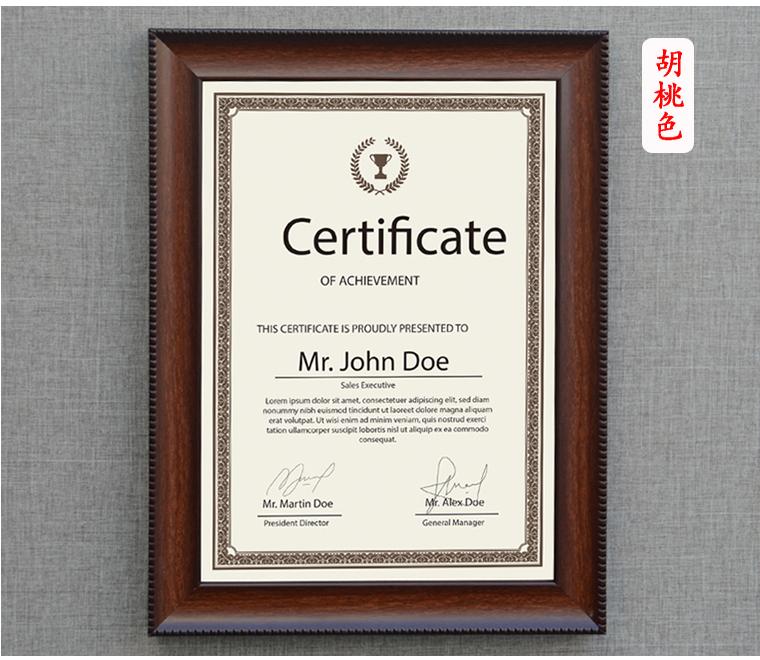 胡桃色
Certificate
OF ACHIEVEMENT
THIS CERTIFICATE IS PROUDLY PRESENTED TO
Mr. John Doe
Sales Executive
Lorem ipsum dolor sit amet, consectetuer adipiscing elit, sed diam
nonummy nibh euismod tincidunt ut laoreet dolore magna aliquam
erat volutpat. Ut wisi enim ad minim veniam, quis nostrud exerci
tation ullamcorper suscipit lobortis nisl ut aliquip ex ea commodo
consequat.
Mr. Martin Doe
Mr. Alex Doe
President Director
General Manager